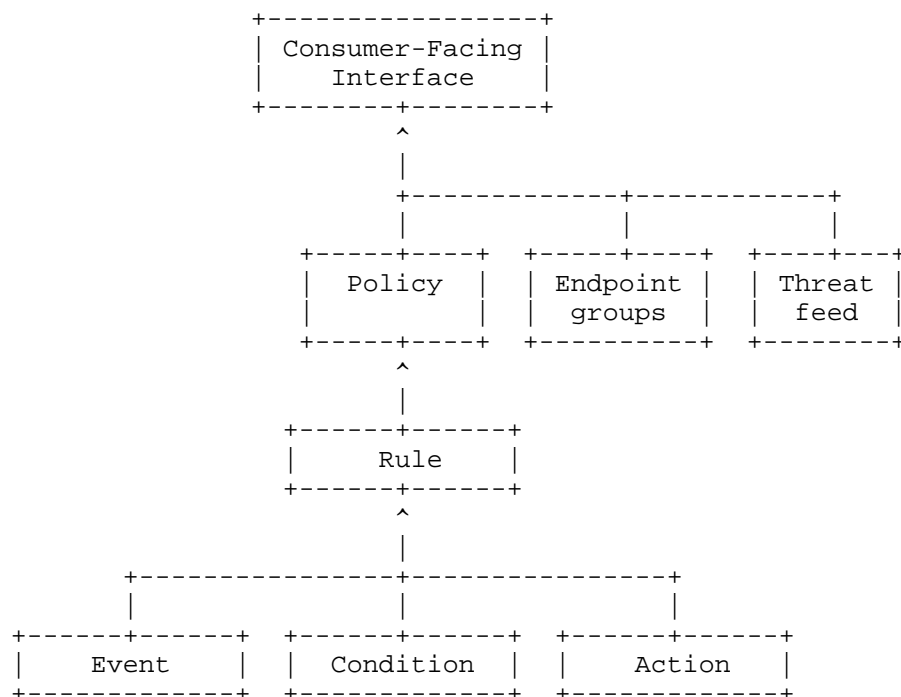 Consumer-Facing
Interface
Policy Endpoint Threat
groups feed
Rule
Event Condition Action